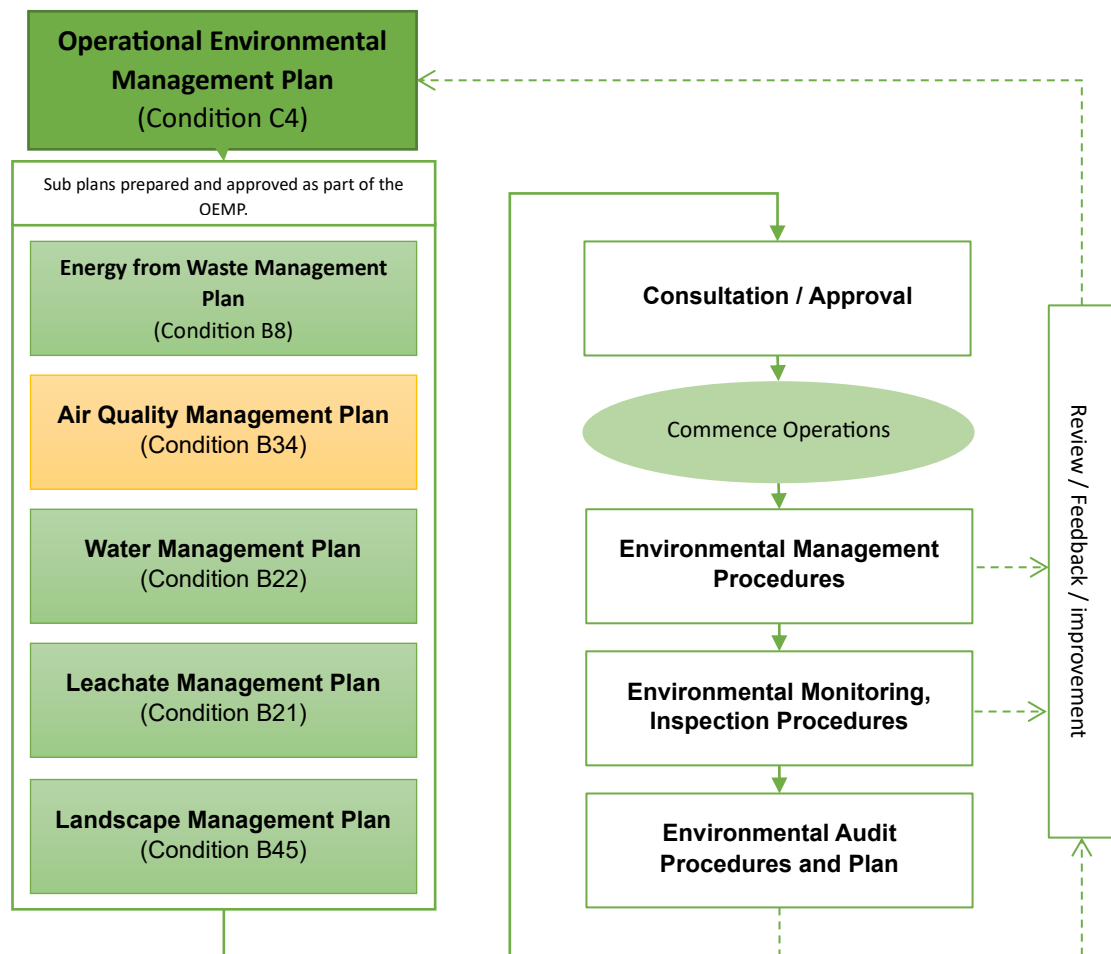 Operational Environmental
Management Plan
(Condition C4)
Sub plans prepared and approved as part of the
OEMP.
Energy from Waste Management
Plan
(Condition B8)
Air Quality Management Plan
(Condition B34)
Water Management Plan
(Condition B22)
Leachate Management Plan
(Condition B21)
Landscape Management Plan
(Condition B45)
Consultation / Approval
Commence Operations
Environmental Management
Procedures
Environmental Monitoring,
Inspection Procedures
Environmental Audit
Procedures and Plan
Review / Feedback / improvement